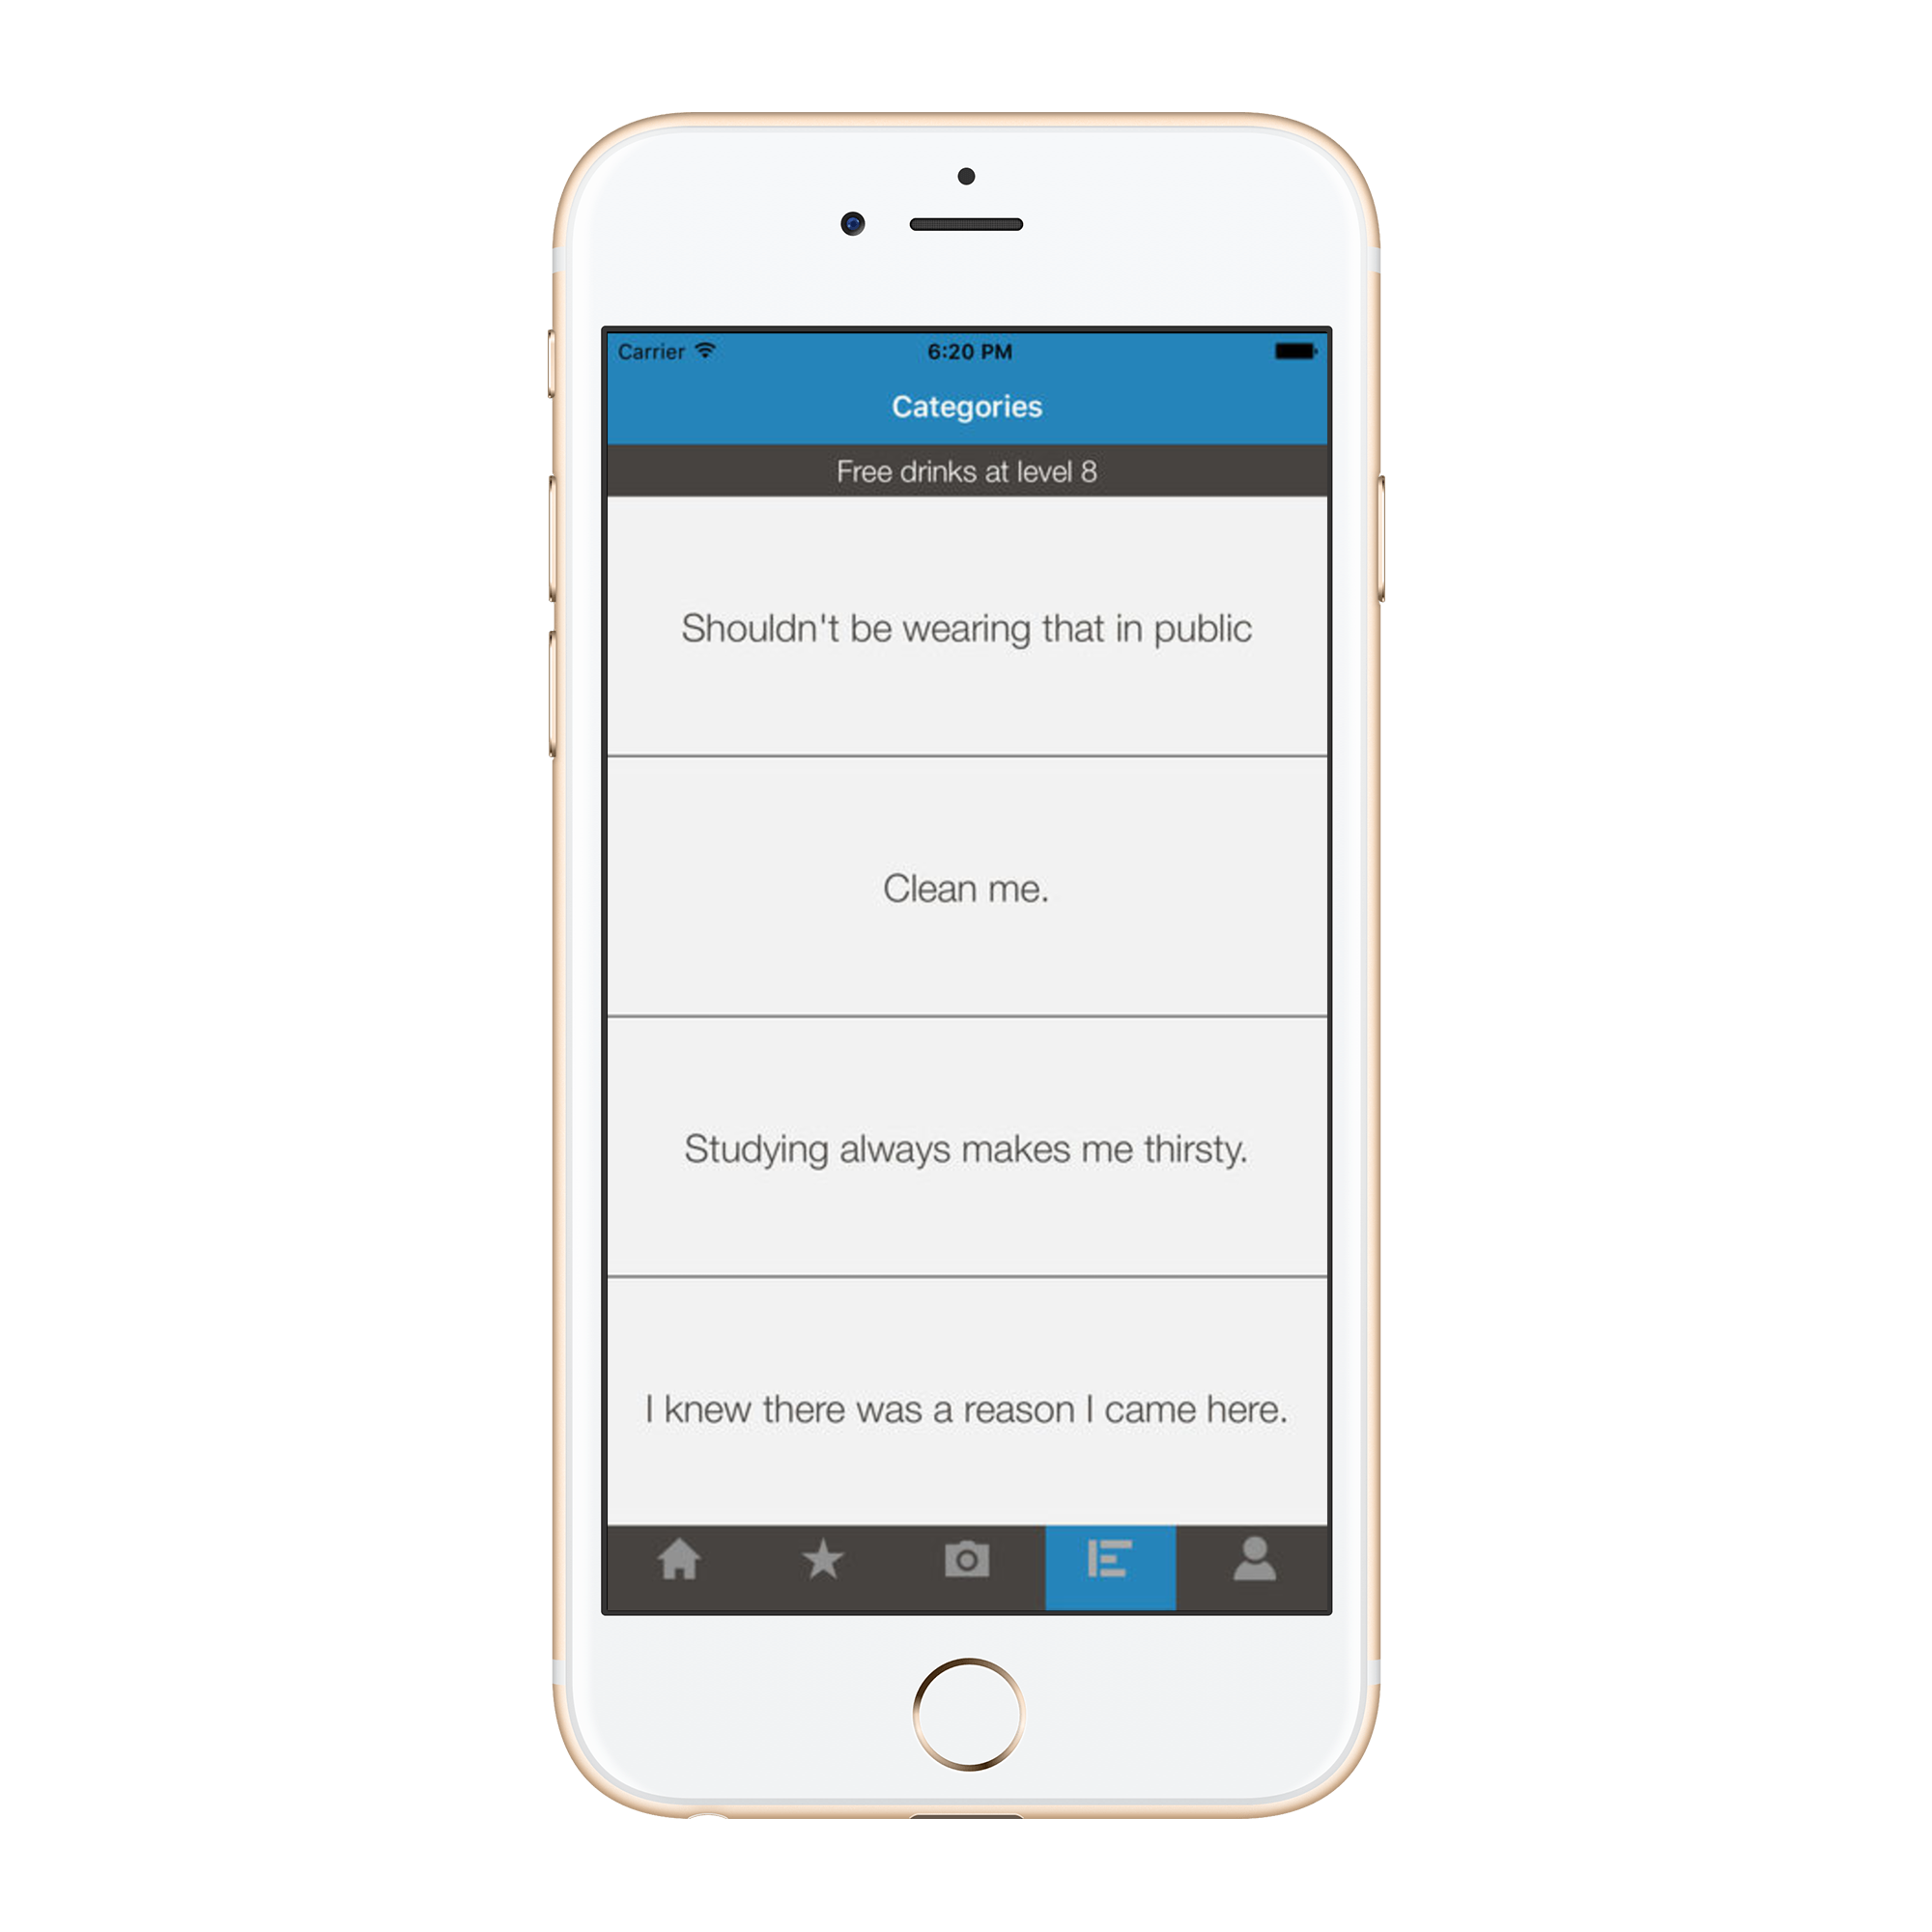 Carrier 6:20 PM
Categories
Free drinks at level 8
Shouldn't be wearing that in public
Clean me.
Studying always makes me thirsty.
I knew there was a reason I came here.